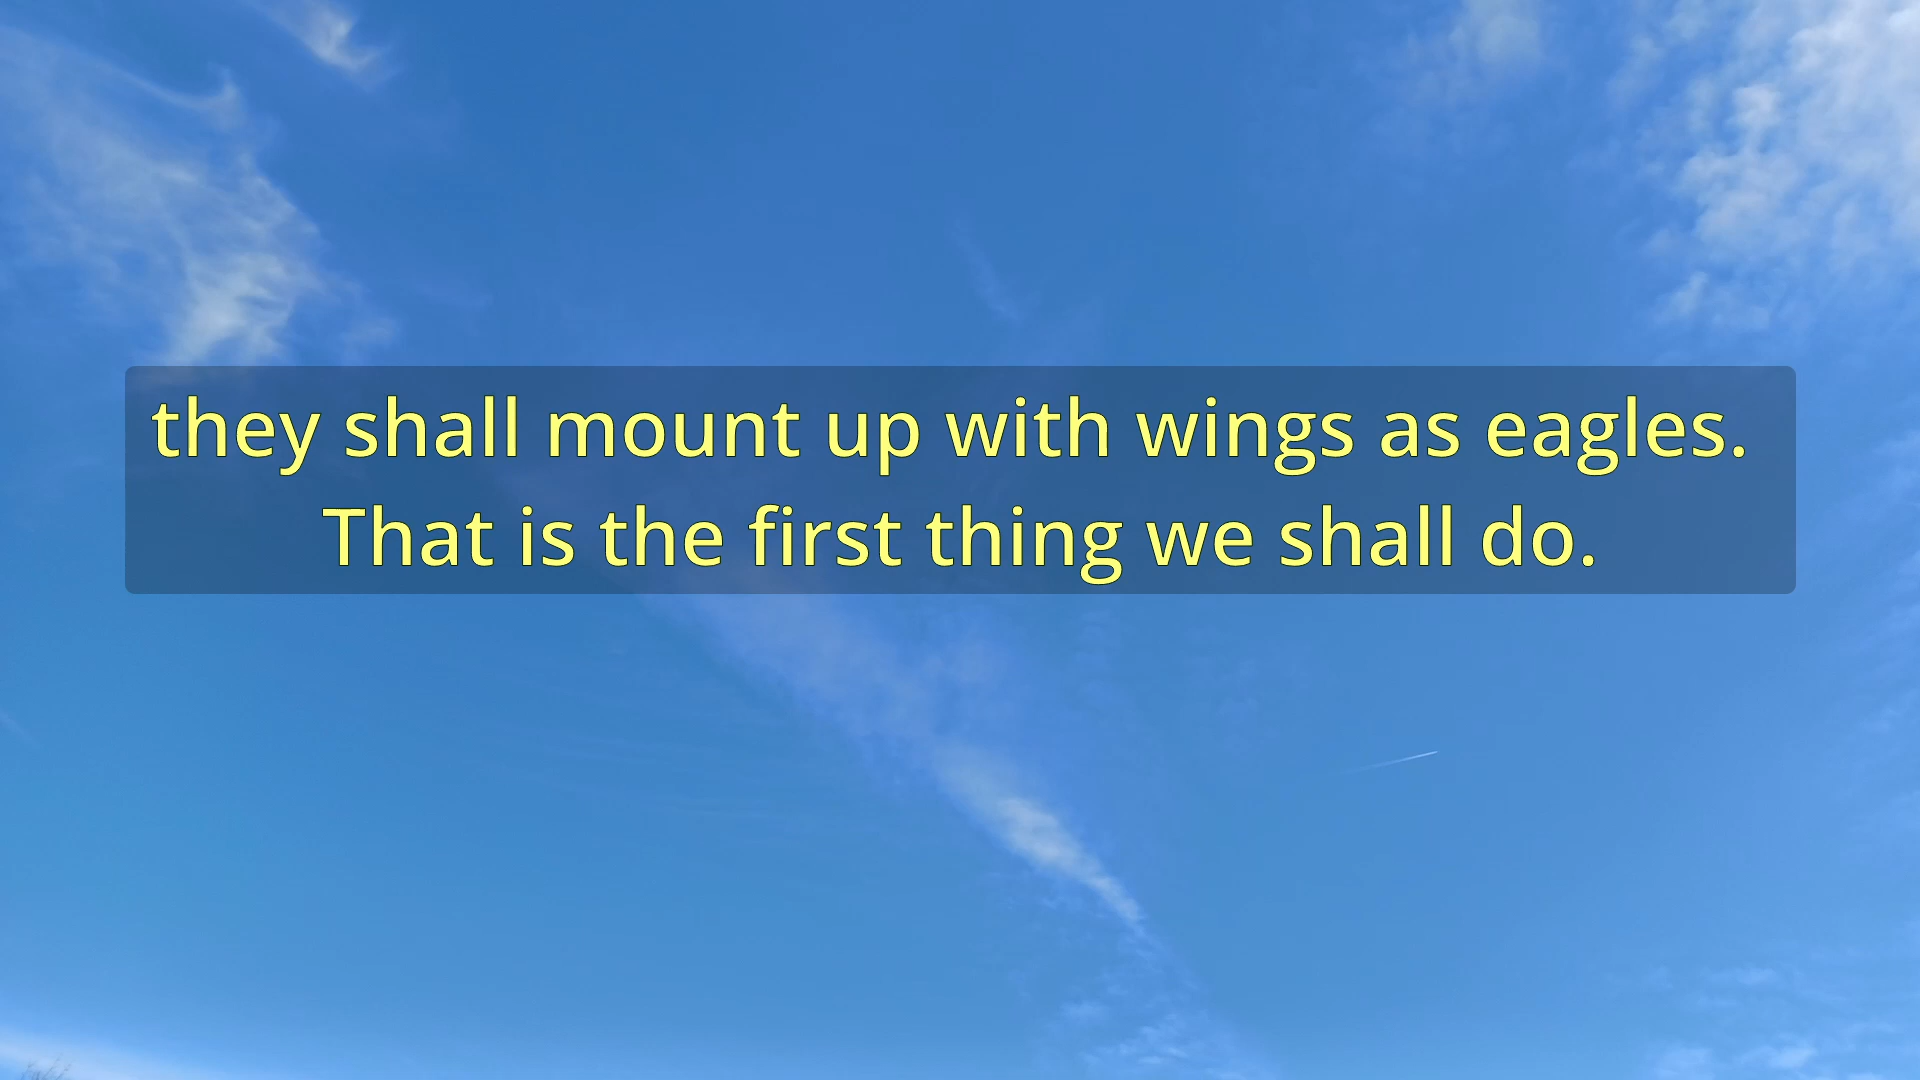 they shall mount up with wings as eagles.
That is the first thing we shall do.